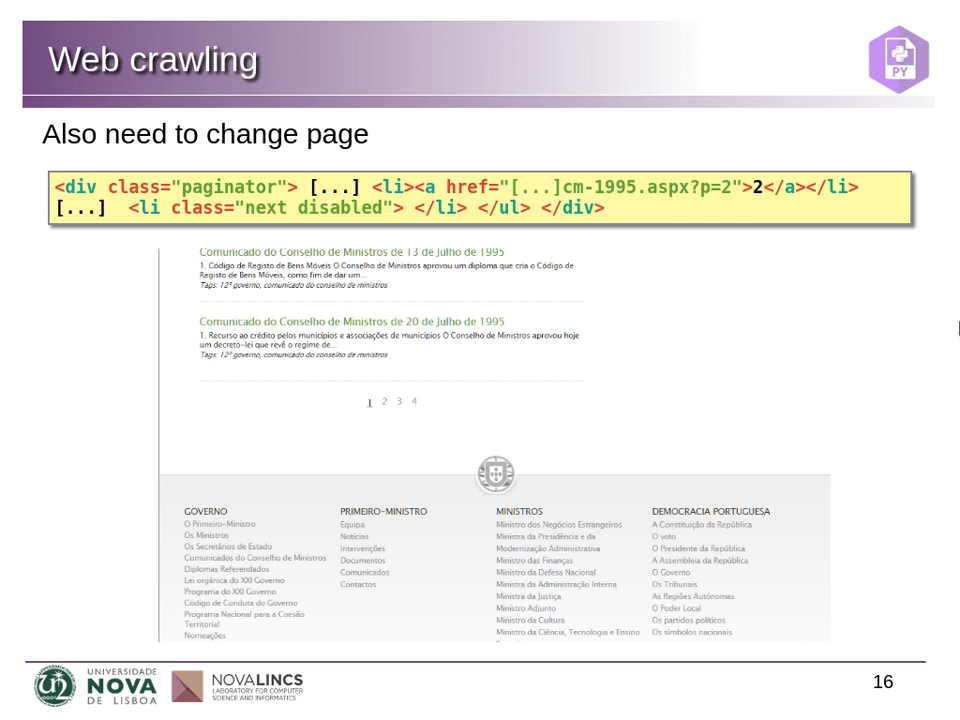 Web crawling
PY
Also need to change page
<div class="paginator"> [...] <li><a href="[...]cm-1995.aspx?p=2">2</a></li>
[...]  <li class="next disabled"> </li> </ul> </div>
Comunicado do Conselho de Ministros de 13 de Julho de 1995
1. Código de Registo de Bens Móveis O Conselho de Ministros aprovou um diploma que cria o Código de
Registo de Bens Móveis, como fim de dar um...
Tags: 12º governo, comunicado do conselho de ministros
Comunicado do Conselho de Ministros de 20 de Julho de 1995
1. Recurso ao crédito pelos municípios e associações de municípios O Conselho de Ministros aprovou hoje
um decreto-lei que revê o regime de...
Tags: 12º governo, comunicado do conselho de ministros
1 2 3 4
GOVERNO
O Primeiro-Ministro
Os Ministros
Os Secretários de Estado
Comunicados do Conselho de Ministros
Diplomas Referendados
Lei orgânica do XXI Governo
Programa do XXI Governo
Código de Conduta do Governo
Programa Nacional para a Coesão
Territorial
Nomeações
PRIMEIRO-MINISTRO
Equipa
Notícias
Intervenções
Documentos
Comunicados
Contactos
MINISTROS
Ministro dos Negócios Estrangeiros
Ministra da Presidência e da
Modernização Administrativa
Ministro das Finanças
Ministro da Defesa Nacional
Ministra da Administração Interna
Ministra da Justiça
Ministro Adjunto
Ministro da Cultura
Ministro da Ciência, Tecnologia e Ensino
DEMOCRACIA PORTUGUESA
A Constituição da República
O voto
O Presidente da República
A Assembleia da República
O Governo
Os Tribunais
As Regiões Autónomas
O Poder Local
Os partidos políticos
Os símbolos nacionais
UNIVERSIDADE
NOVA
DE LISBOA
NOVALINCS
LABORATORY FOR COMPUTER
SCIENCE AND INFORMATICS
16